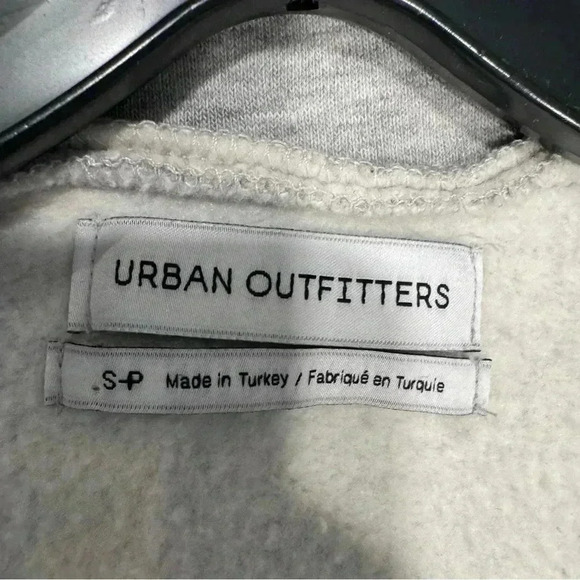 URBAN OUTFITTERS
S-P Made in Turkey / Fabriqué en Turquie